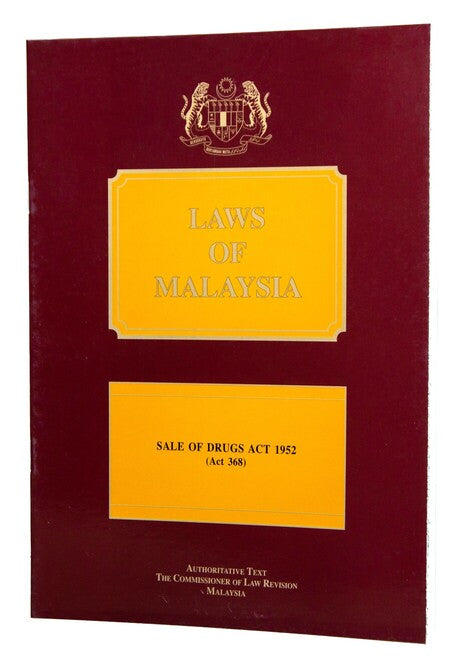 LAWS
OF
MALAYSIA
SALE OF DRUGS ACT 1952
(Act 368)
AUTHORITATIVE TEXT
THE COMMISSIONER OF LAW REVISION
MALAYSIA